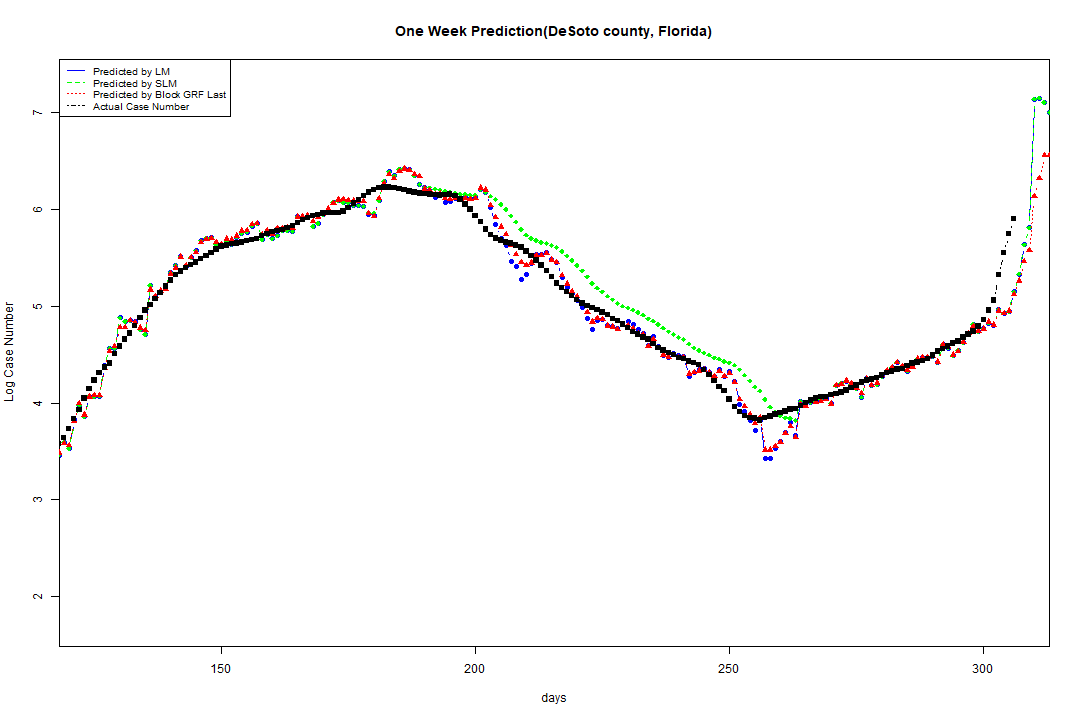 One Week Prediction(DeSoto county, Florida)
Predicted by LM
Predicted by SLM
Predicted by Block GRF Last
Actual Case Number
7
6
5
4
3
2
Log Case Number
150 200 250 300
days